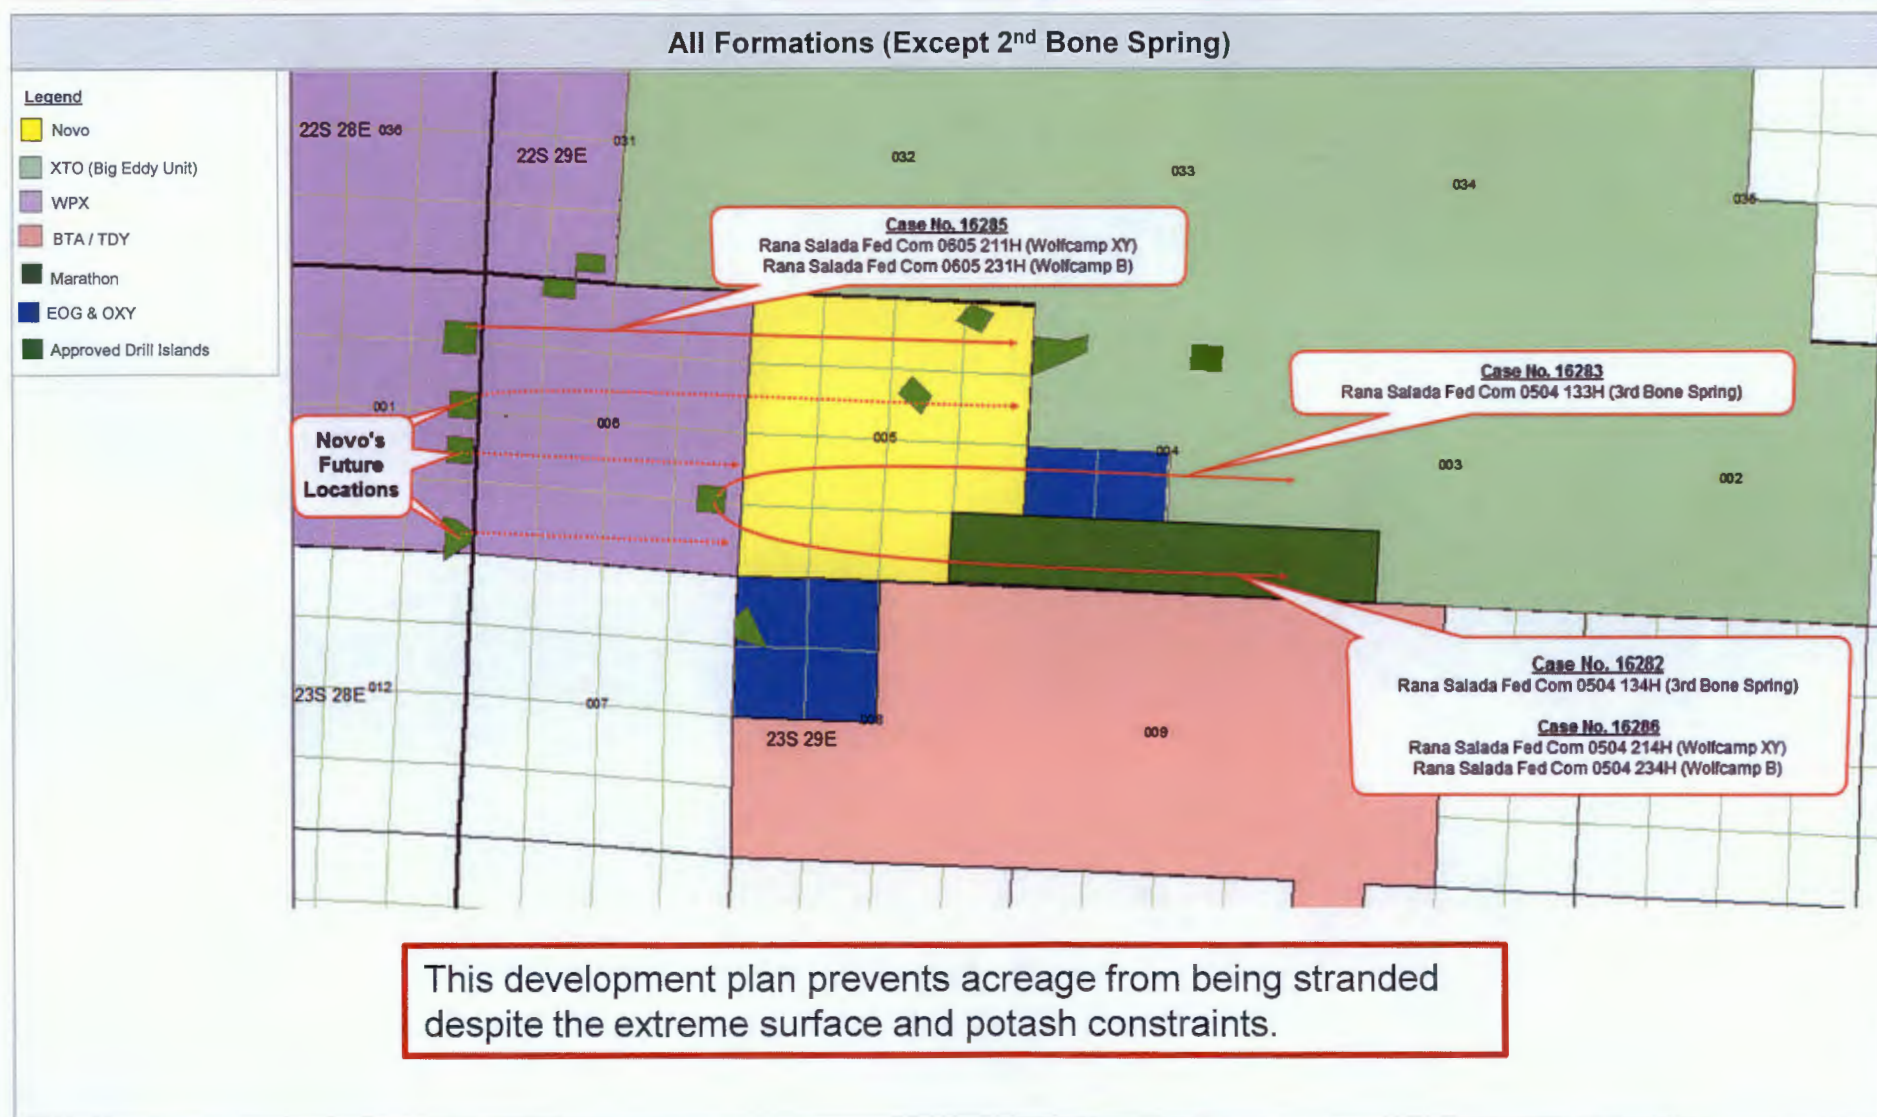 All Formations (Except 2nd Bone Spring)
Legend
Novo
XTO (Big Eddy Unit)
WPX
BTA / TDY
Marathon
EOG & OXY
Approved Drill Islands
22S 28E 036
22S 29E
031
032
033
034
035
Case No. 16285
Rana Salada Fed Com 0605 211H (Wolfcamp XY)
Rana Salada Fed Com 0605 231H (Wolfcamp B)
Case No. 16283
Rana Salada Fed Com 0504 133H (3rd Bone Spring)
001
006
005
004
003
002
Novo's
Future
Locations
Case No. 16282
Rana Salada Fed Com 0504 134H (3rd Bone Spring)
Case No. 16286
Rana Salada Fed Com 0504 214H (Wolfcamp XY)
Rana Salada Fed Com 0504 234H (Wolfcamp B)
23S 28E 012
007
008
23S 29E
009
This development plan prevents acreage from being stranded
despite the extreme surface and potash constraints.